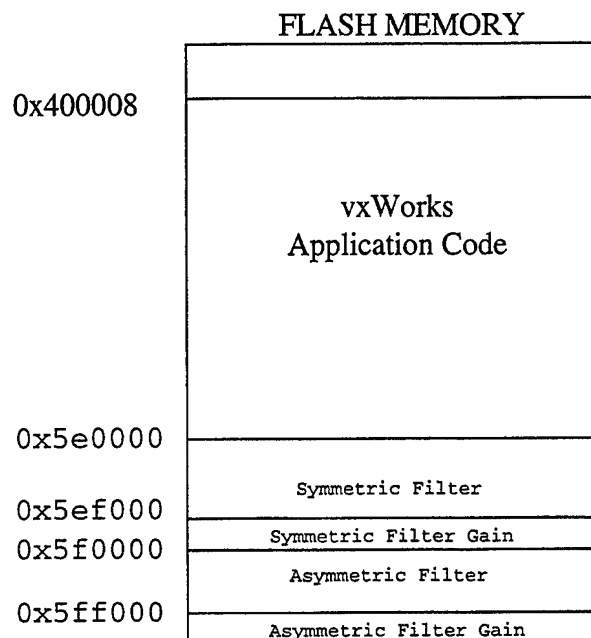 FLASH MEMORY
0x400008
vxWorks
Application Code
0x5e0000
Symmetric Filter
0x5ef000
Symmetric Filter Gain
0x5f0000
Asymmetric Filter
0x5ff000
Asymmetric Filter Gain